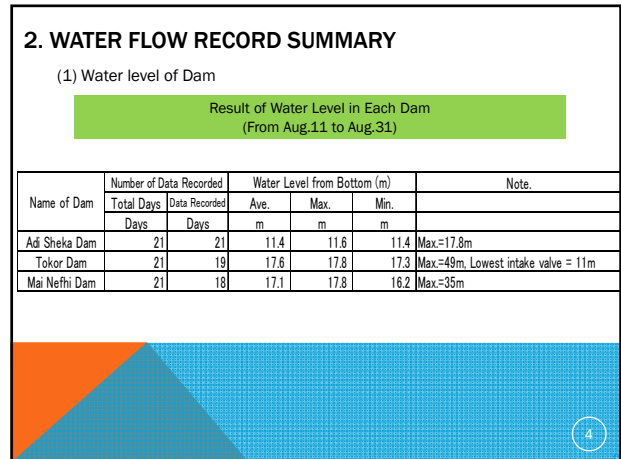 2. WATER FLOW RECORD SUMMARY
(1) Water level of Dam
Result of Water Level in Each Dam
(From Aug.11 to Aug.31)
Name of Dam Number of Data Recorded Water Level from Bottom (m) Note.
Total Days Data Recorded Ave. Max. Min.
Days Days m m m
Adi Sheka Dam 21 21 11.4 11.6 11.4 Max.=17.8m
Tokor Dam 21 19 17.6 17.8 17.3 Max.=49m, Lowest intake valve = 11m
Mai Nefhi Dam 21 18 17.1 17.8 16.2 Max.=35m
4